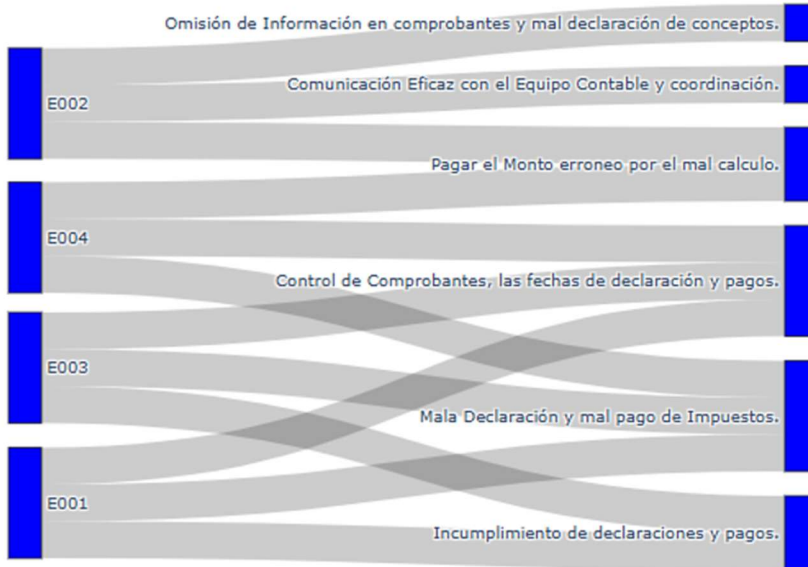 Omisión de Información en comprobantes y mal declaración de conceptos.
Comunicación Eficaz con el Equipo Contable y coordinación.
E002
Pagar el Monto erroneo por el mal calculo.
E004
Control de Comprobantes, las fechas de declaración y pagos.
E003
Mala Declaración y mal pago de Impuestos.
E001
Incumplimiento de declaraciones y pagos.